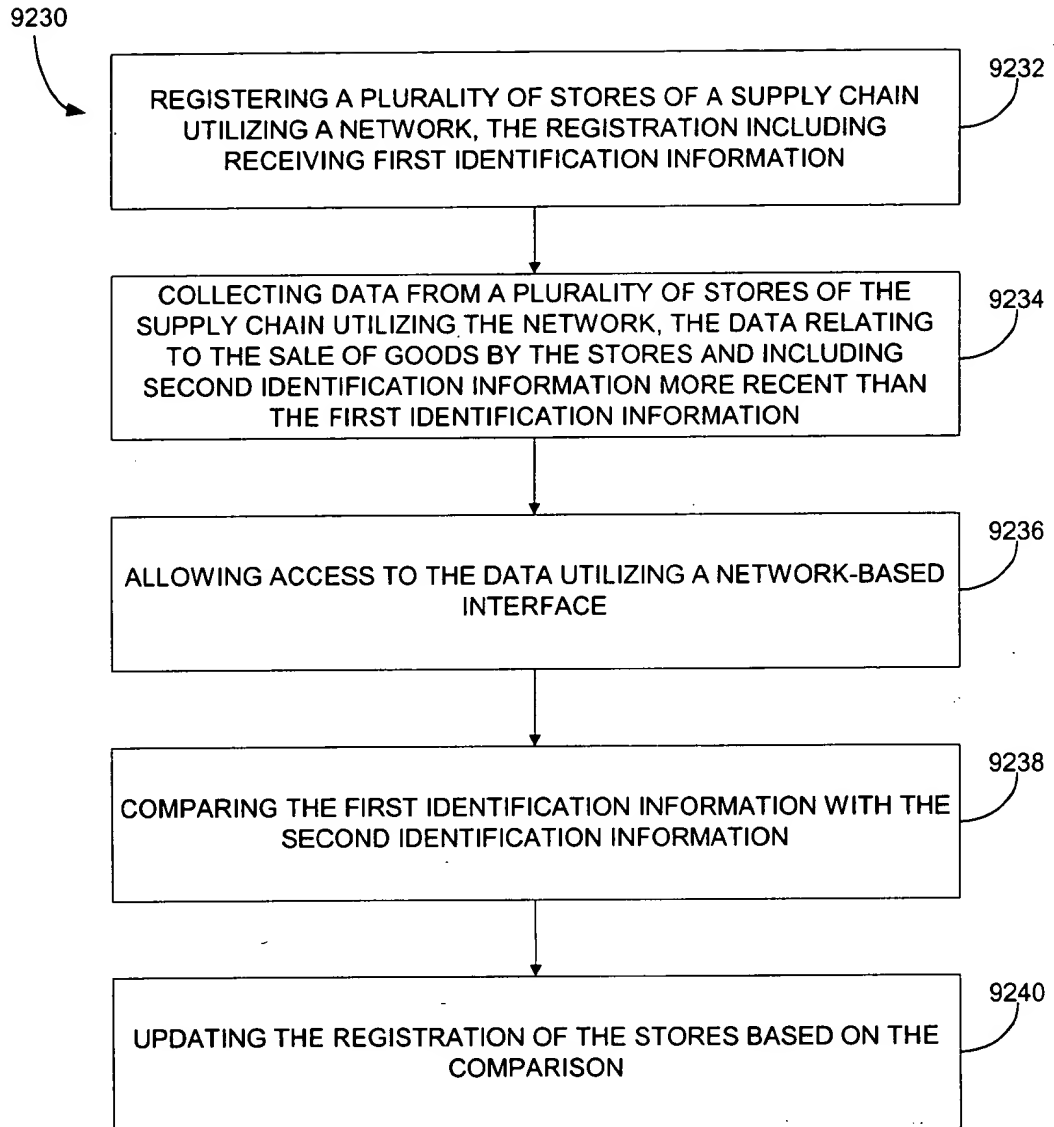 9230
9232
REGISTERING A PLURALITY OF STORES OF A SUPPLY CHAIN
UTILIZING A NETWORK, THE REGISTRATION INCLUDING
RECEIVING FIRST IDENTIFICATION INFORMATION
9234
COLLECTING DATA FROM A PLURALITY OF STORES OF THE
SUPPLY CHAIN UTILIZING THE NETWORK, THE DATA RELATING
TO THE SALE OF GOODS BY THE STORES AND INCLUDING
SECOND IDENTIFICATION INFORMATION MORE RECENT THAN
THE FIRST IDENTIFICATION INFORMATION
9236
ALLOWING ACCESS TO THE DATA UTILIZING A NETWORK-BASED
INTERFACE
9238
COMPARING THE FIRST IDENTIFICATION INFORMATION WITH THE
SECOND IDENTIFICATION INFORMATION
9240
UPDATING THE REGISTRATION OF THE STORES BASED ON THE
COMPARISON